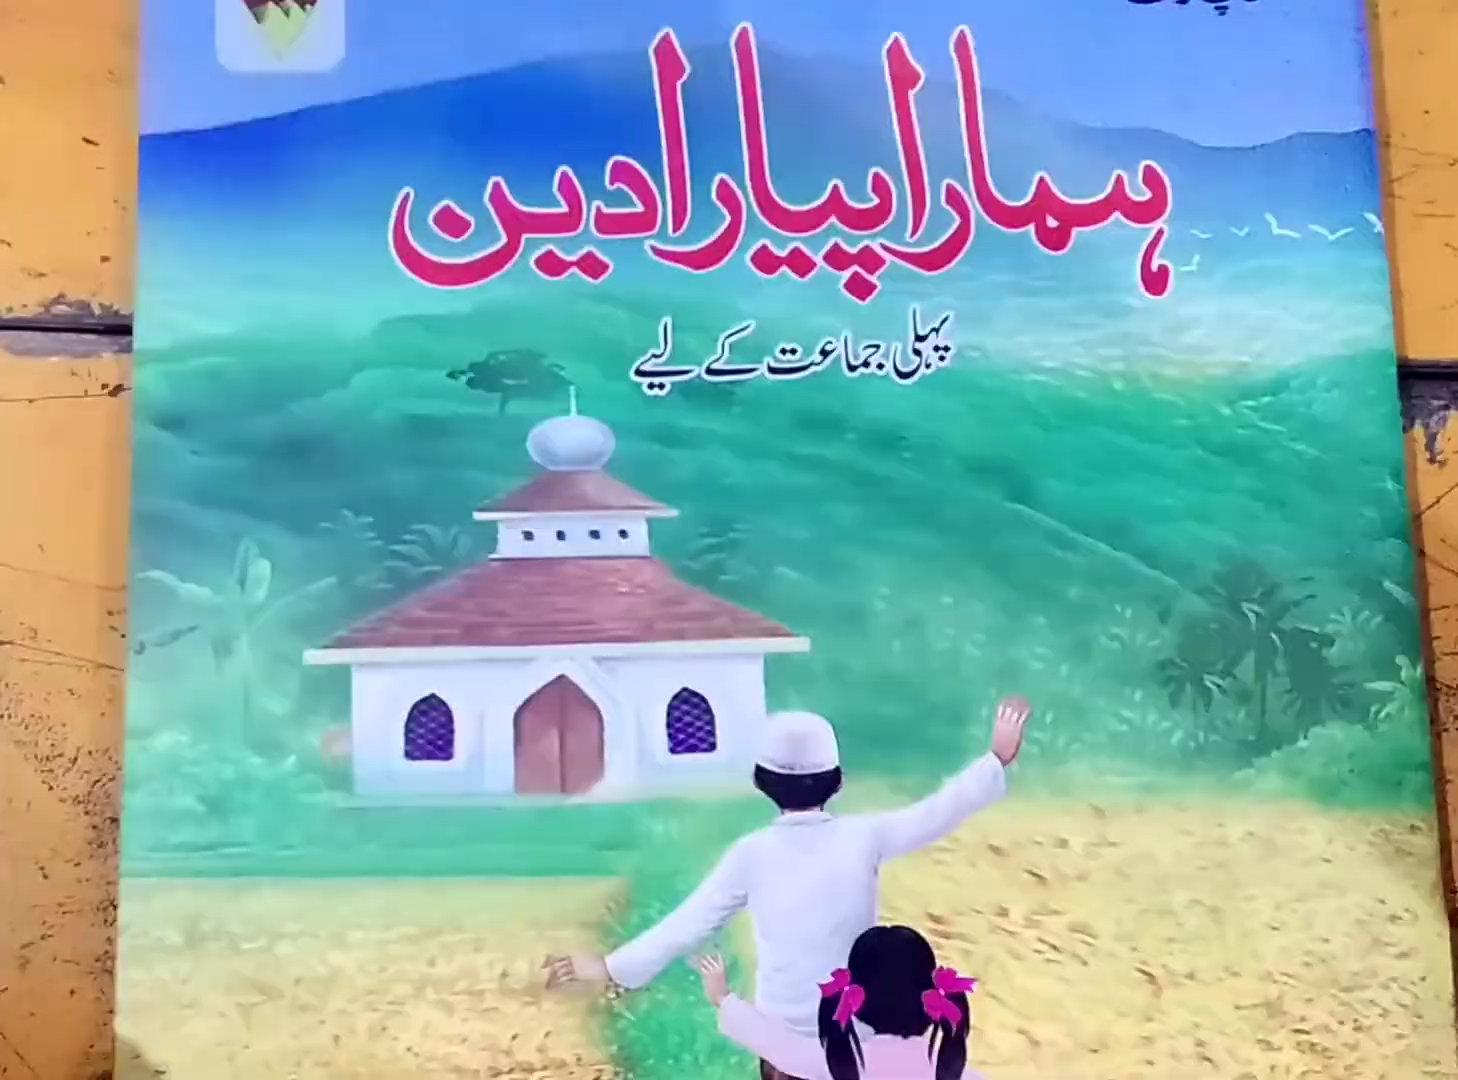 ہمارا پیارا دین
پہلی جماعت کے لیے